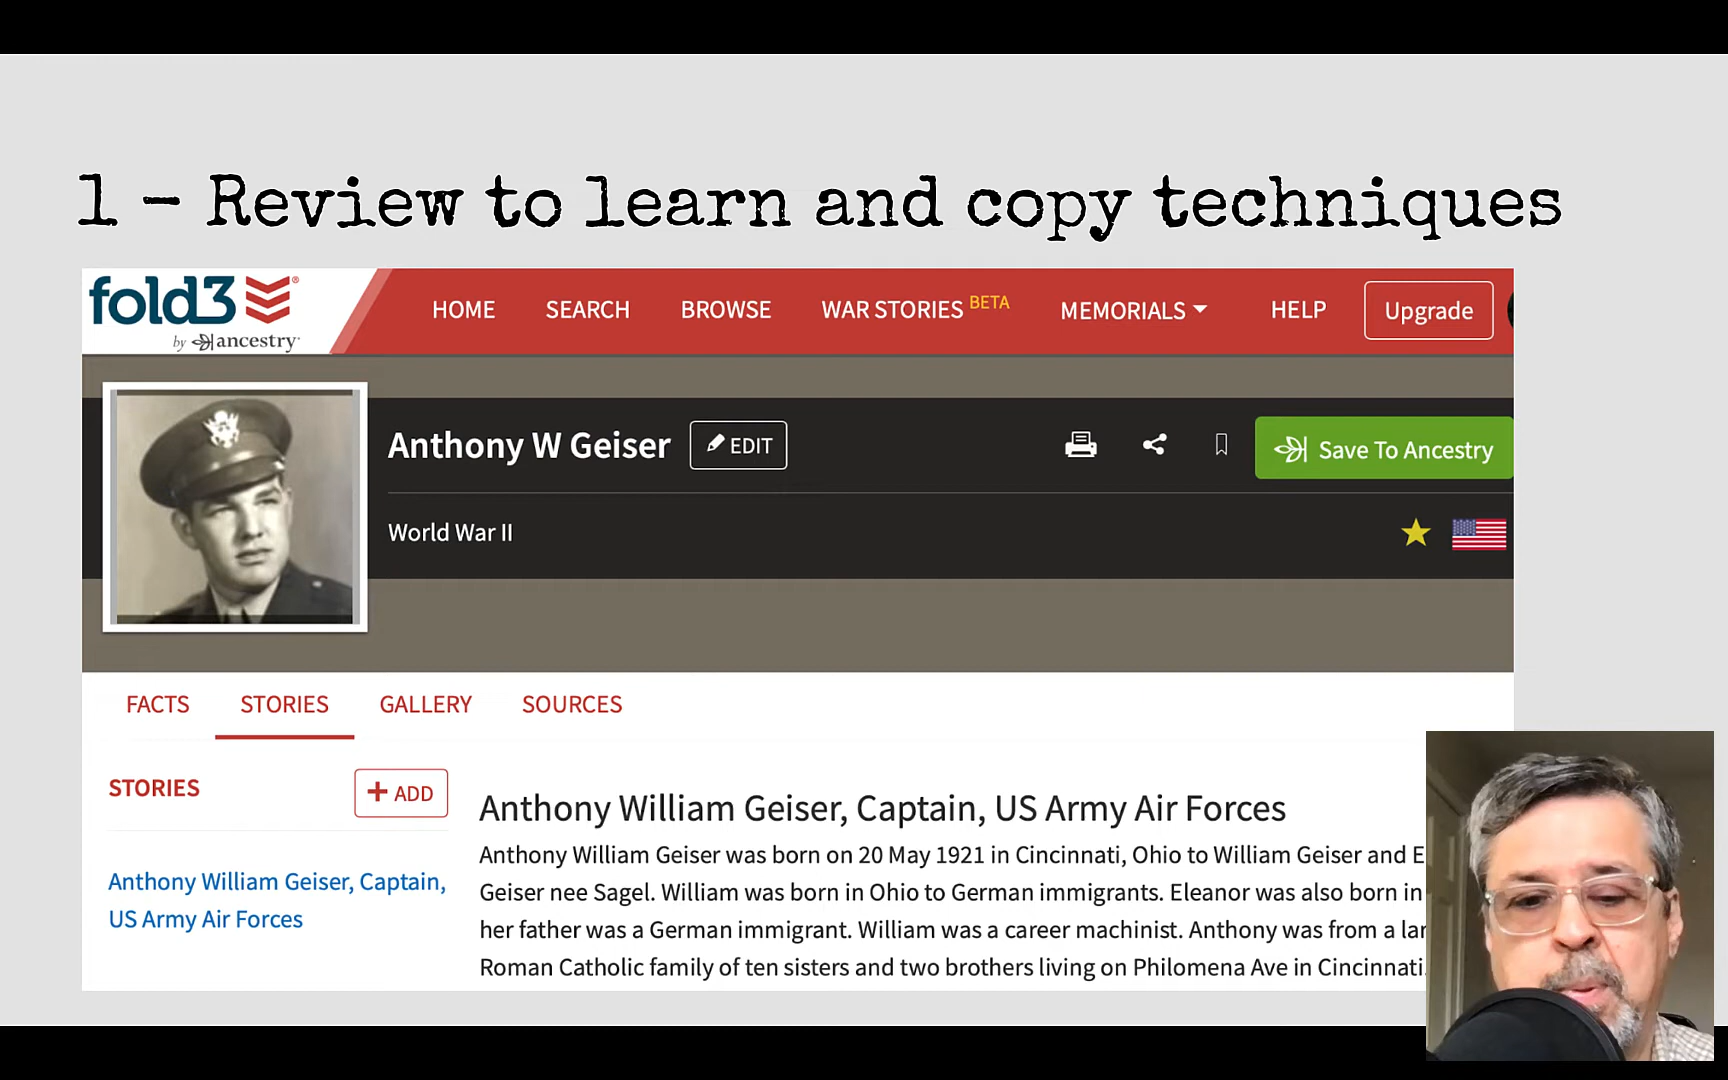 1 - Review to learn and copy techniques
fold3®
by ancestry
HOME SEARCH BROWSE WAR STORIES BETA MEMORIALS HELP Upgrade
Anthony W Geiser EDIT Save To Ancestry
World War II
FACTS STORIES GALLERY SOURCES
STORIES + ADD
Anthony William Geiser, Captain,
US Army Air Forces
Anthony William Geiser, Captain, US Army Air Forces
Anthony William Geiser was born on 20 May 1921 in Cincinnati, Ohio to William Geiser and E
Geiser nee Sagel. William was born in Ohio to German immigrants. Eleanor was also born in
her father was a German immigrant. William was a career machinist. Anthony was from a lar
Roman Catholic family of ten sisters and two brothers living on Philomena Ave in Cincinnati.